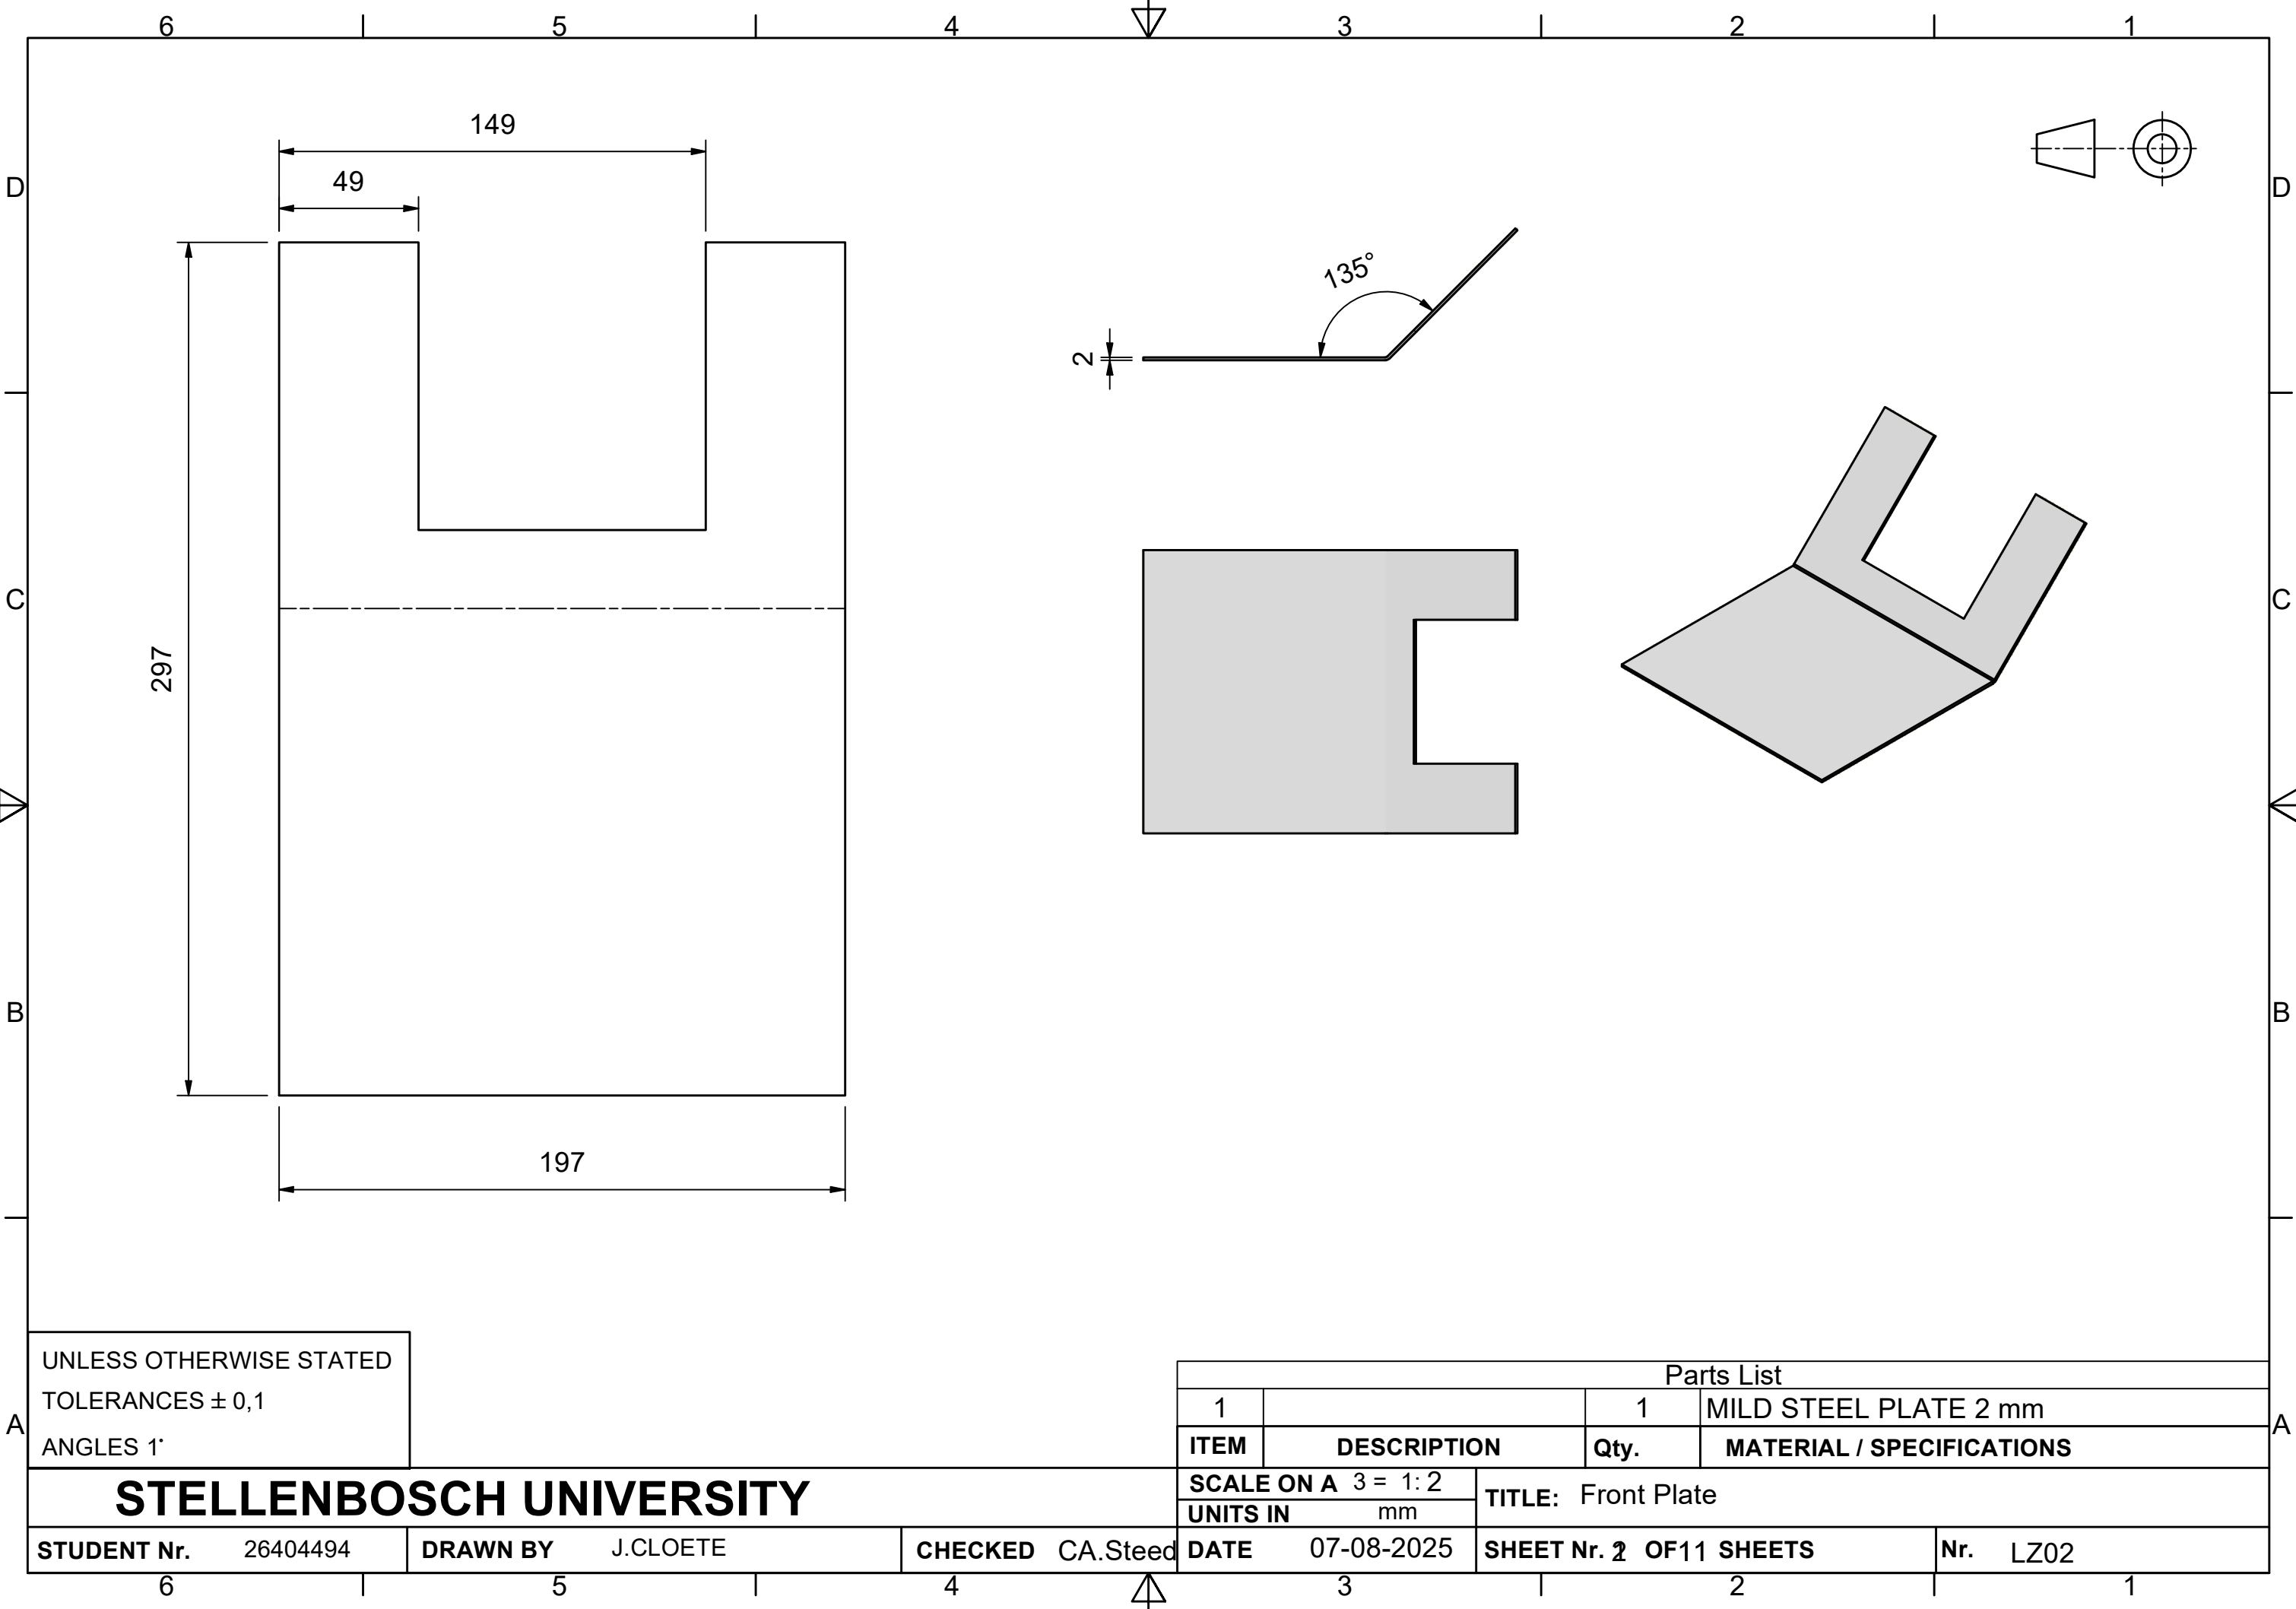 6 5 4 3 2 1
D D
C C
B B
A A
149
49
297
197
135°
2
UNLESS OTHERWISE STATED
TOLERANCES ± 0,1
ANGLES 1°
Parts List
1 1 MILD STEEL PLATE 2 mm
ITEM DESCRIPTION Qty. MATERIAL / SPECIFICATIONS
STELLENBOSCH UNIVERSITY
SCALE ON A 3 = 1: 2
UNITS IN mm
TITLE: Front Plate
STUDENT Nr. 26404494 DRAWN BY J.CLOETE CHECKED CA.Steed DATE 07-08-2025 SHEET Nr. OF 11 SHEETS Nr. LZ02
6 5 4 3 2 1